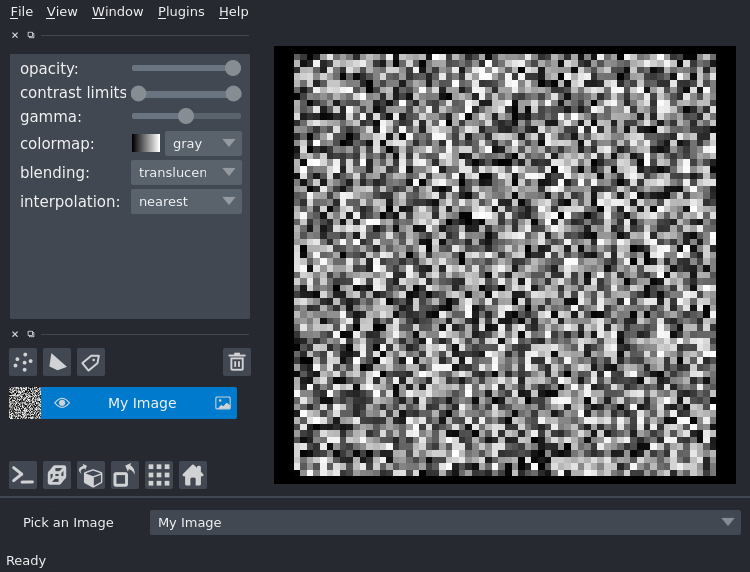 File View Window Plugins Help
opacity:
contrast limits
gamma:
colormap: gray
blending: translucen
interpolation: nearest
My Image
Pick an Image My Image
Ready